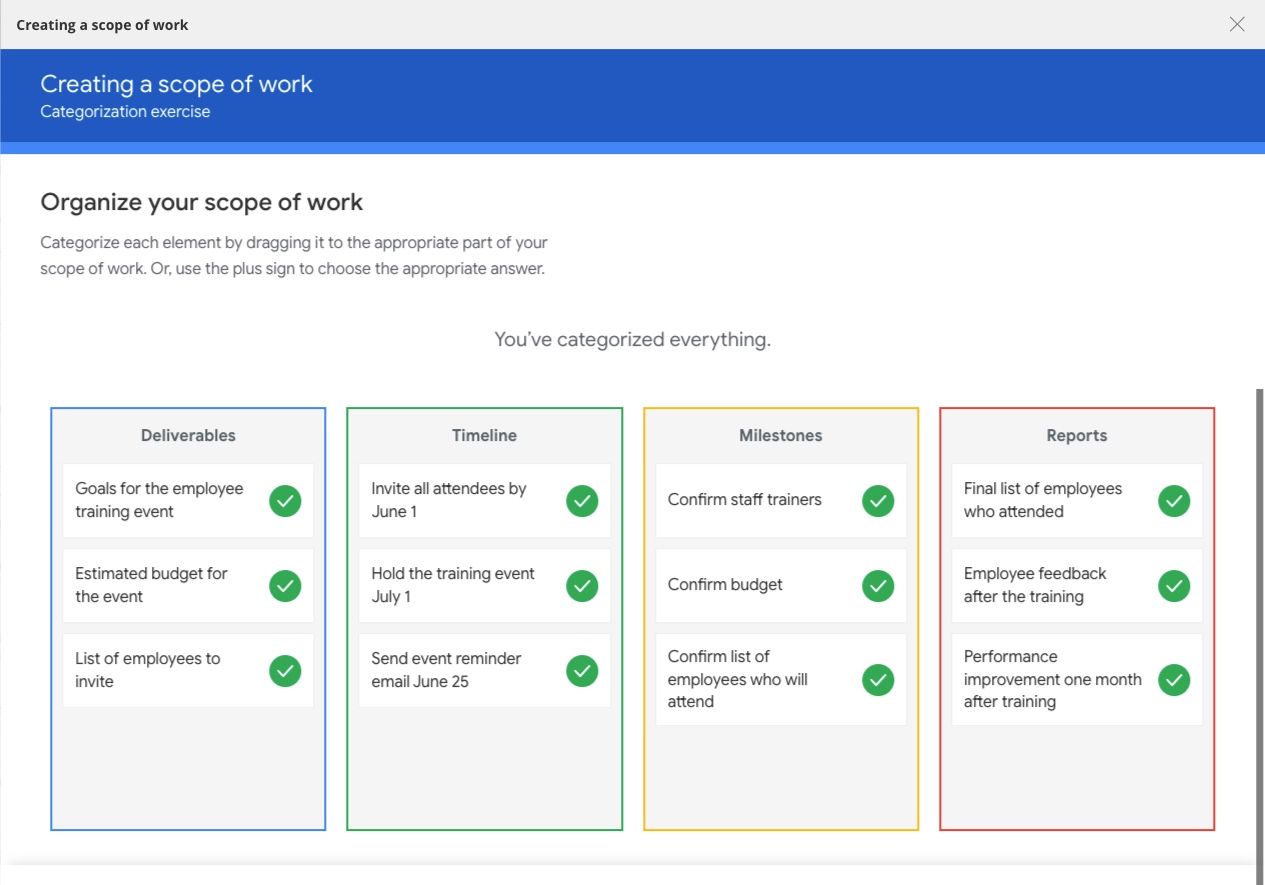 Creating a scope of work
Creating a scope of work
Categorization exercise
Organize your scope of work
Categorize each element by dragging it to the appropriate part of your
scope of work. Or, use the plus sign to choose the appropriate answer.
You've categorized everything.
Deliverables
Goals for the employee
training event
Estimated budget for
the event
List of employees to
invite
Timeline
Invite all attendees by
June 1
Hold the training event
July 1
Send event reminder
email June 25
Milestones
Confirm staff trainers
Confirm budget
Confirm list of
employees who will
attend
Reports
Final list of employees
who attended
Employee feedback
after the training
Performance
improvement one month
after training